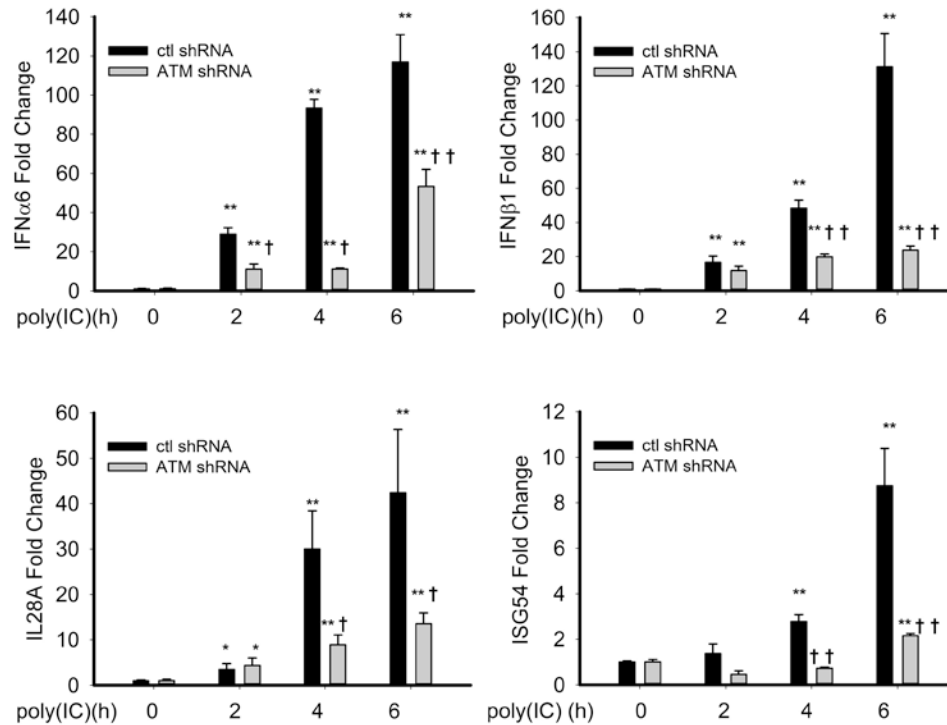 140
120
100
80
60
40
20
0
IFNα6 Fold Change
ctl shRNA
ATM shRNA
**
** †
**
** †
**
** † †
poly(IC)(h) 0 2 4 6
160
140
120
100
80
60
40
20
0
IFNβ1 Fold Change
ctl shRNA
ATM shRNA
** **
**
** † †
**
** † †
poly(IC)(h) 0 2 4 6
60
50
40
30
20
10
0
IL28A Fold Change
ctl shRNA
ATM shRNA
* *
**
** †
**
** †
poly(IC)(h) 0 2 4 6
12
10
8
6
4
2
0
ISG54 Fold Change
ctl shRNA
ATM shRNA
**
† †
**
** † †
poly(IC) (h) 0 2 4 6